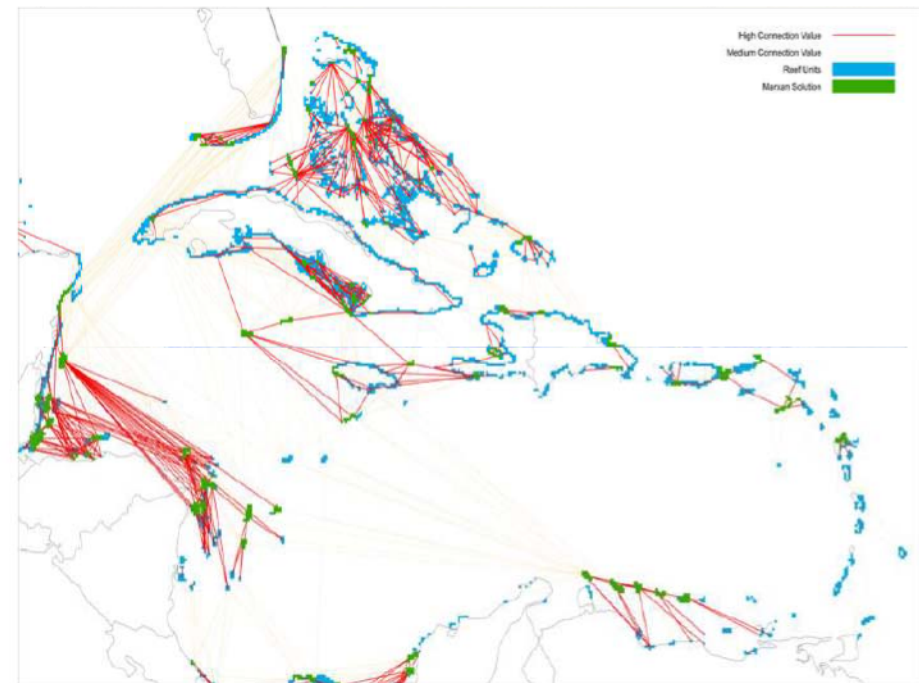 High Connection Value
Medium Connection Value
Reef Units
Marxan Solution